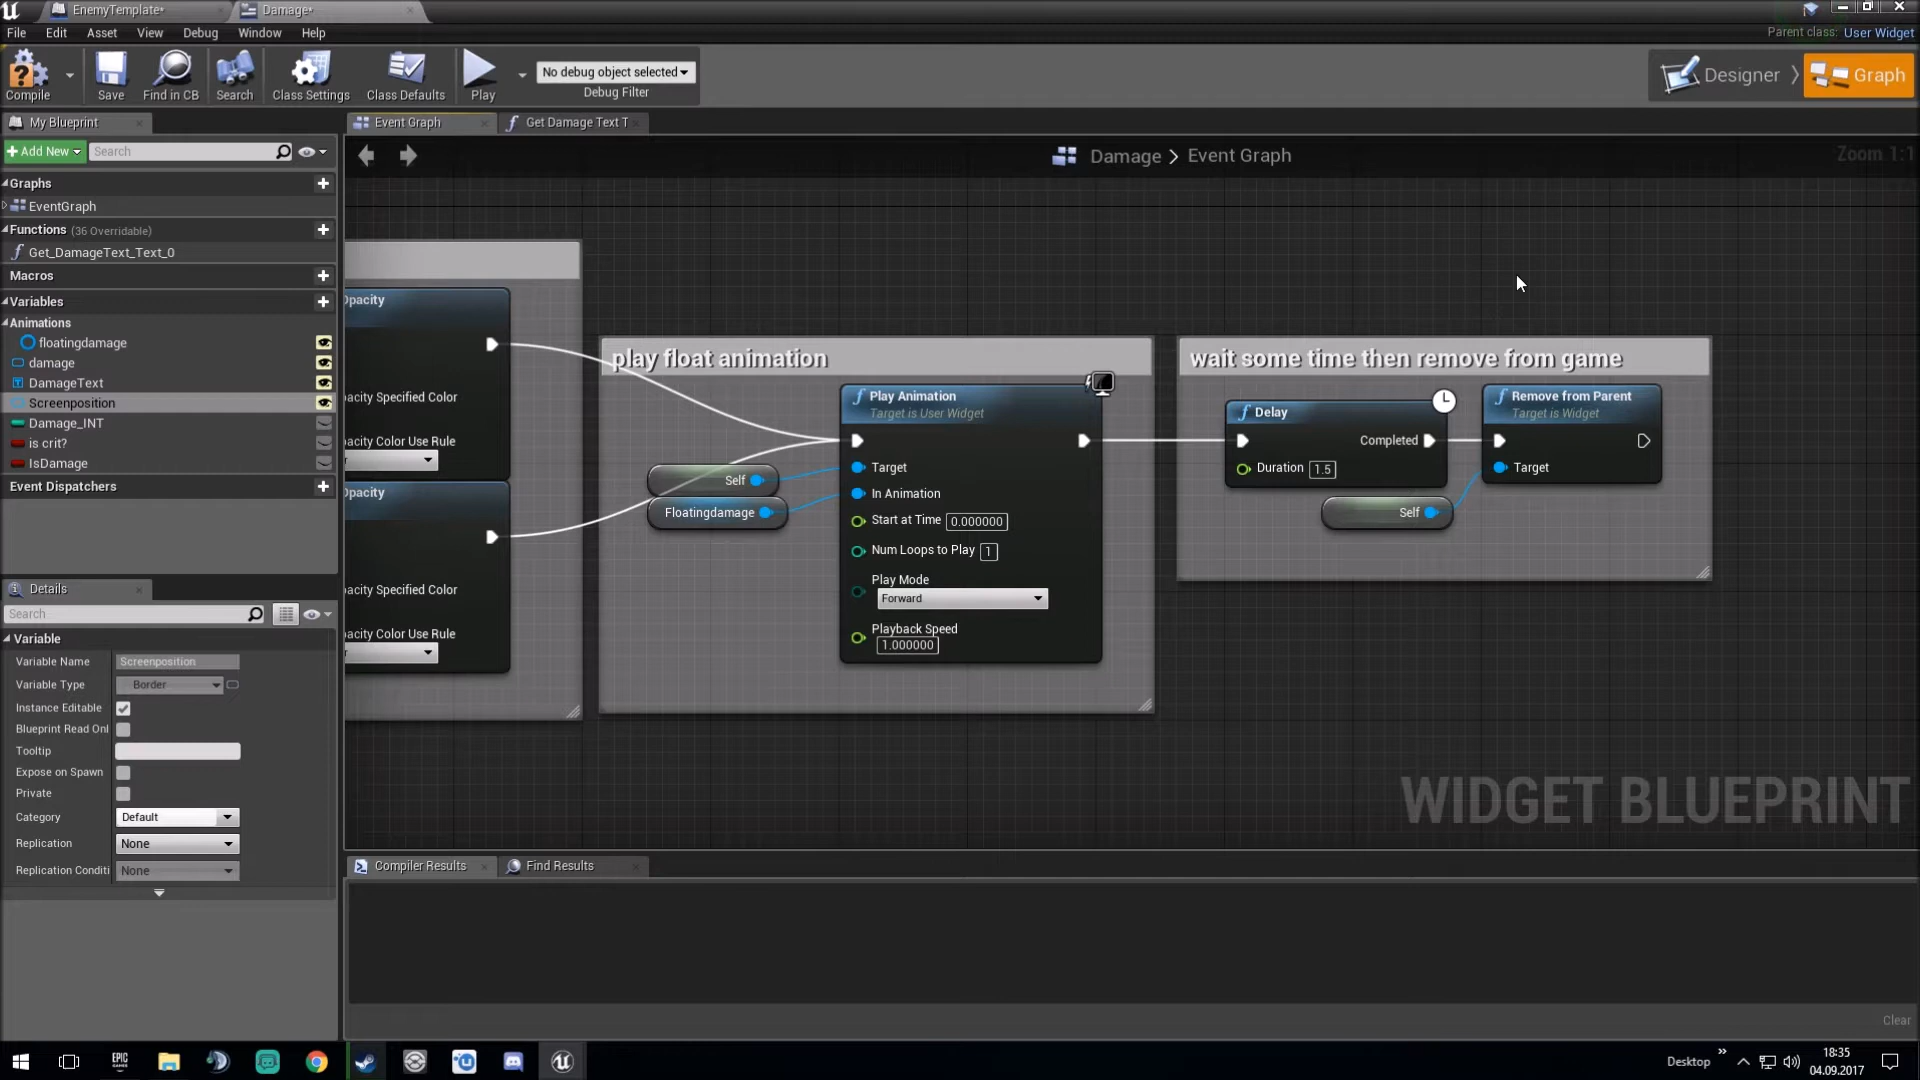 EnemyTemplate*
Damage*
File Edit Asset View Debug Window Help
Parent class: User Widget
Compile
Save
Find in CB
Search
Class Settings
Class Defaults
Play
No debug object selected
Debug Filter
Designer
Graph
My Blueprint
Event Graph
Get Damage Text T
Add New
Search
Damage > Event Graph
Zoom 1:1
Graphs
EventGraph
Functions (36 Overridable)
Get_DamageText_Text_0
Macros
Variables
Animations
floatingdamage
damage
DamageText
Screenposition
Damage_INT
is crit?
IsDamage
Event Dispatchers
Opacity
pacity Specified Color
pacity Color Use Rule
Opacity
pacity Specified Color
pacity Color Use Rule
play float animation
Play Animation
Target is User Widget
Target
In Animation
Start at Time 0.000000
Num Loops to Play 1
Play Mode
Forward
Playback Speed
1.000000
Self
Floatingdamage
wait some time then remove from game
Delay
Completed
Duration 1.5
Remove from Parent
Target is Widget
Target
Self
WIDGET BLUEPRINT
Details
Search
Variable
Variable Name Screenposition
Variable Type Border
Instance Editable
Blueprint Read Onl
Tooltip
Expose on Spawn
Private
Category Default
Replication None
Replication Conditi None
Compiler Results
Find Results
Clear
EPIC
GAMES
Desktop
18:35
04.09.2017